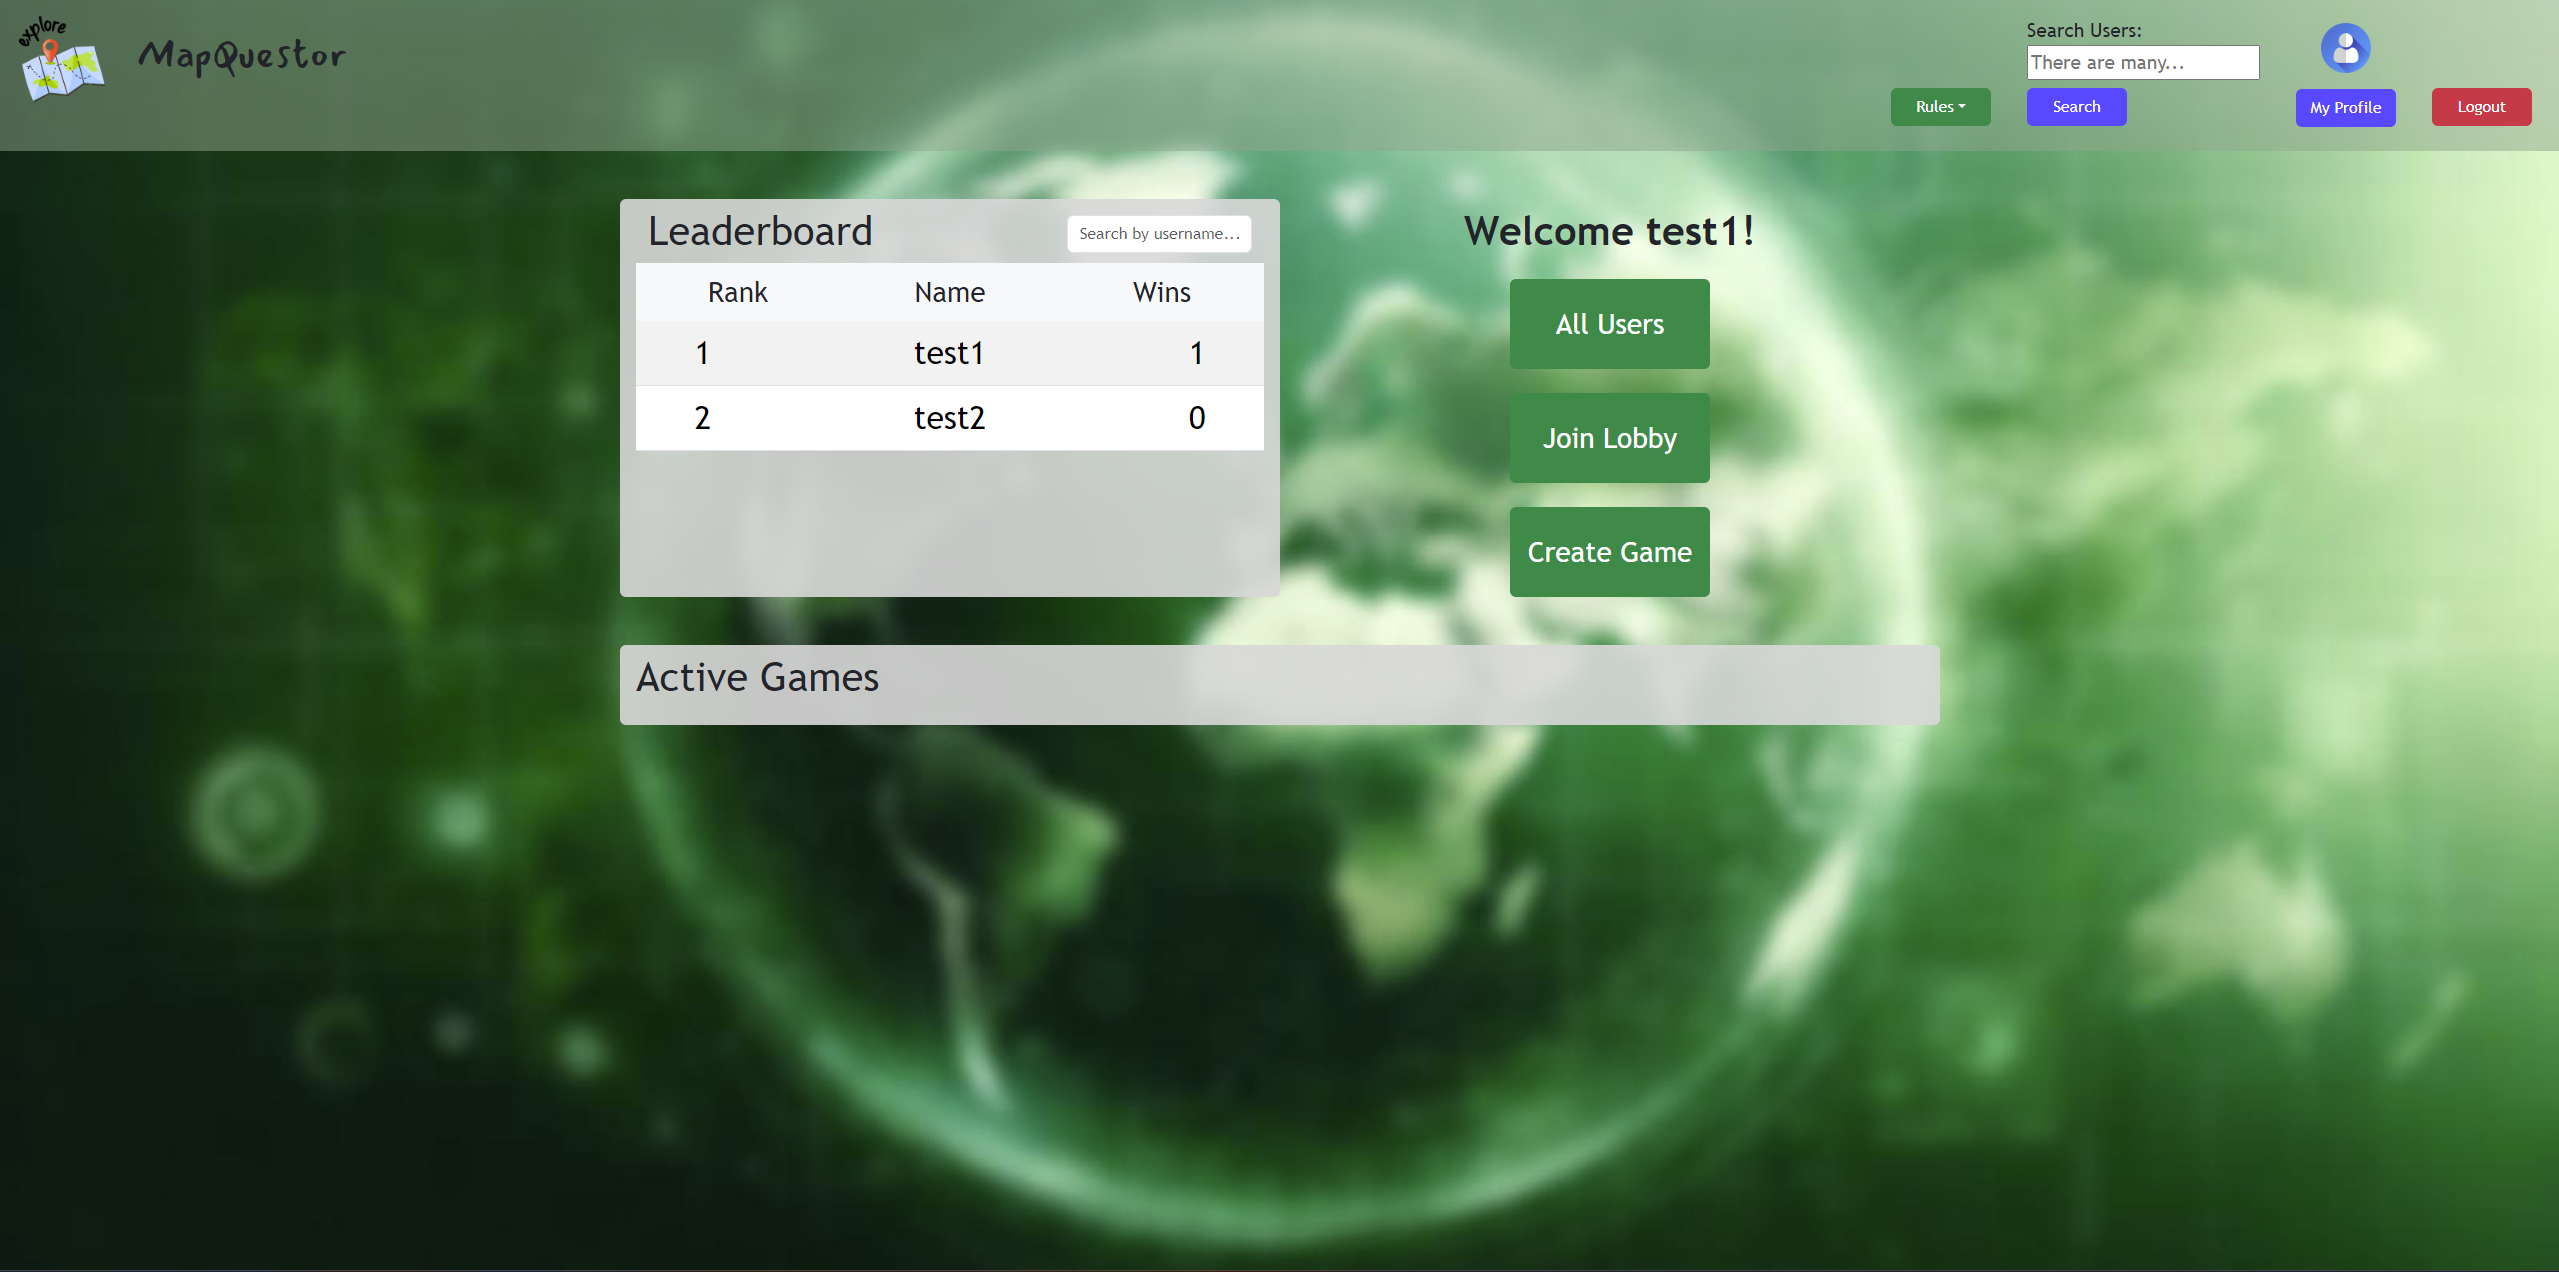 explore
MapQuestor
Search Users:
There are many...
Rules
Search
My Profile
Logout
Leaderboard
Search by username...
Rank Name Wins
1 test1 1
2 test2 0
Welcome test1!
All Users
Join Lobby
Create Game
Active Games